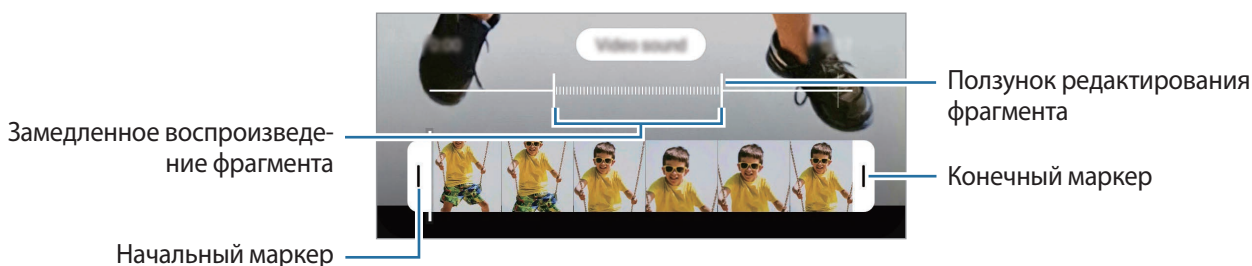 Video sound
Ползунок редактирования
фрагмента
Замедленное воспроизведе-
ние фрагмента
Конечный маркер
Начальный маркер